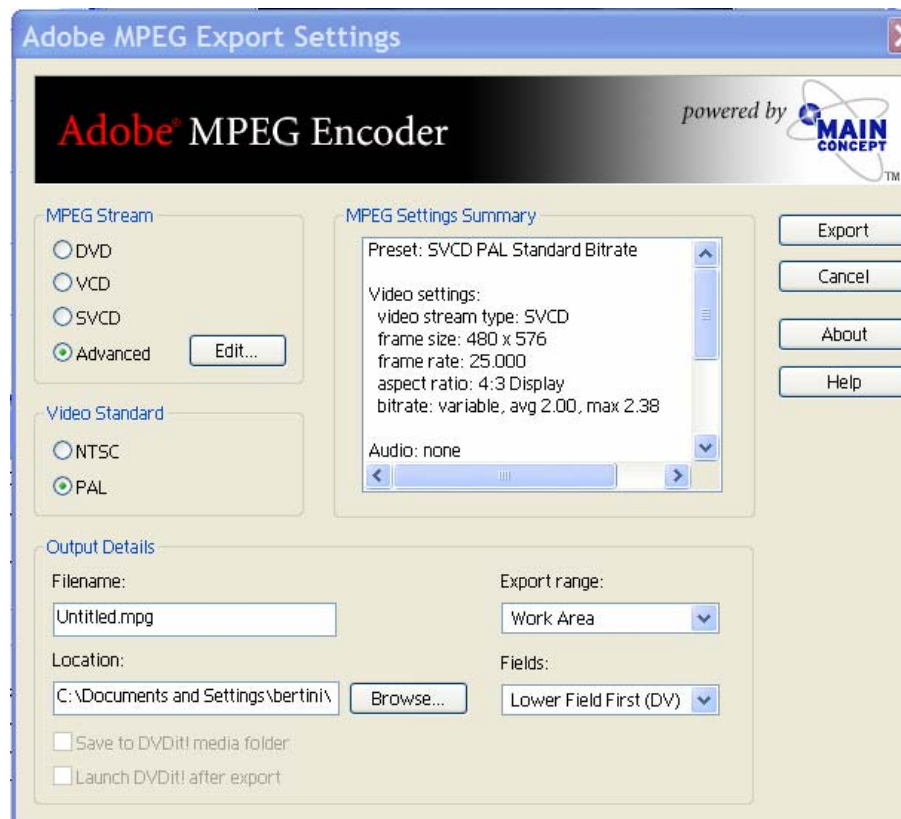 Adobe MPEG Export Settings
Adobe® MPEG Encoder
powered by
MAIN
CONCEPT
TM
MPEG Stream
DVD
VCD
SVCD
Advanced
Edit...
Video Standard
NTSC
PAL
MPEG Settings Summary
Preset: SVCD PAL Standard Bitrate
Video settings:
video stream type: SVCD
frame size: 480 x 576
frame rate: 25.000
aspect ratio: 4:3 Display
bitrate: variable, avg 2.00, max 2.38
Audio: none
Export
Cancel
About
Help
Output Details
Filename:
Untitled.mpg
Location:
C:\Documents and Settings\bertini\
Browse...
Save to DVDit! media folder
Launch DVDit! after export
Export range:
Work Area
Fields:
Lower Field First (DV)